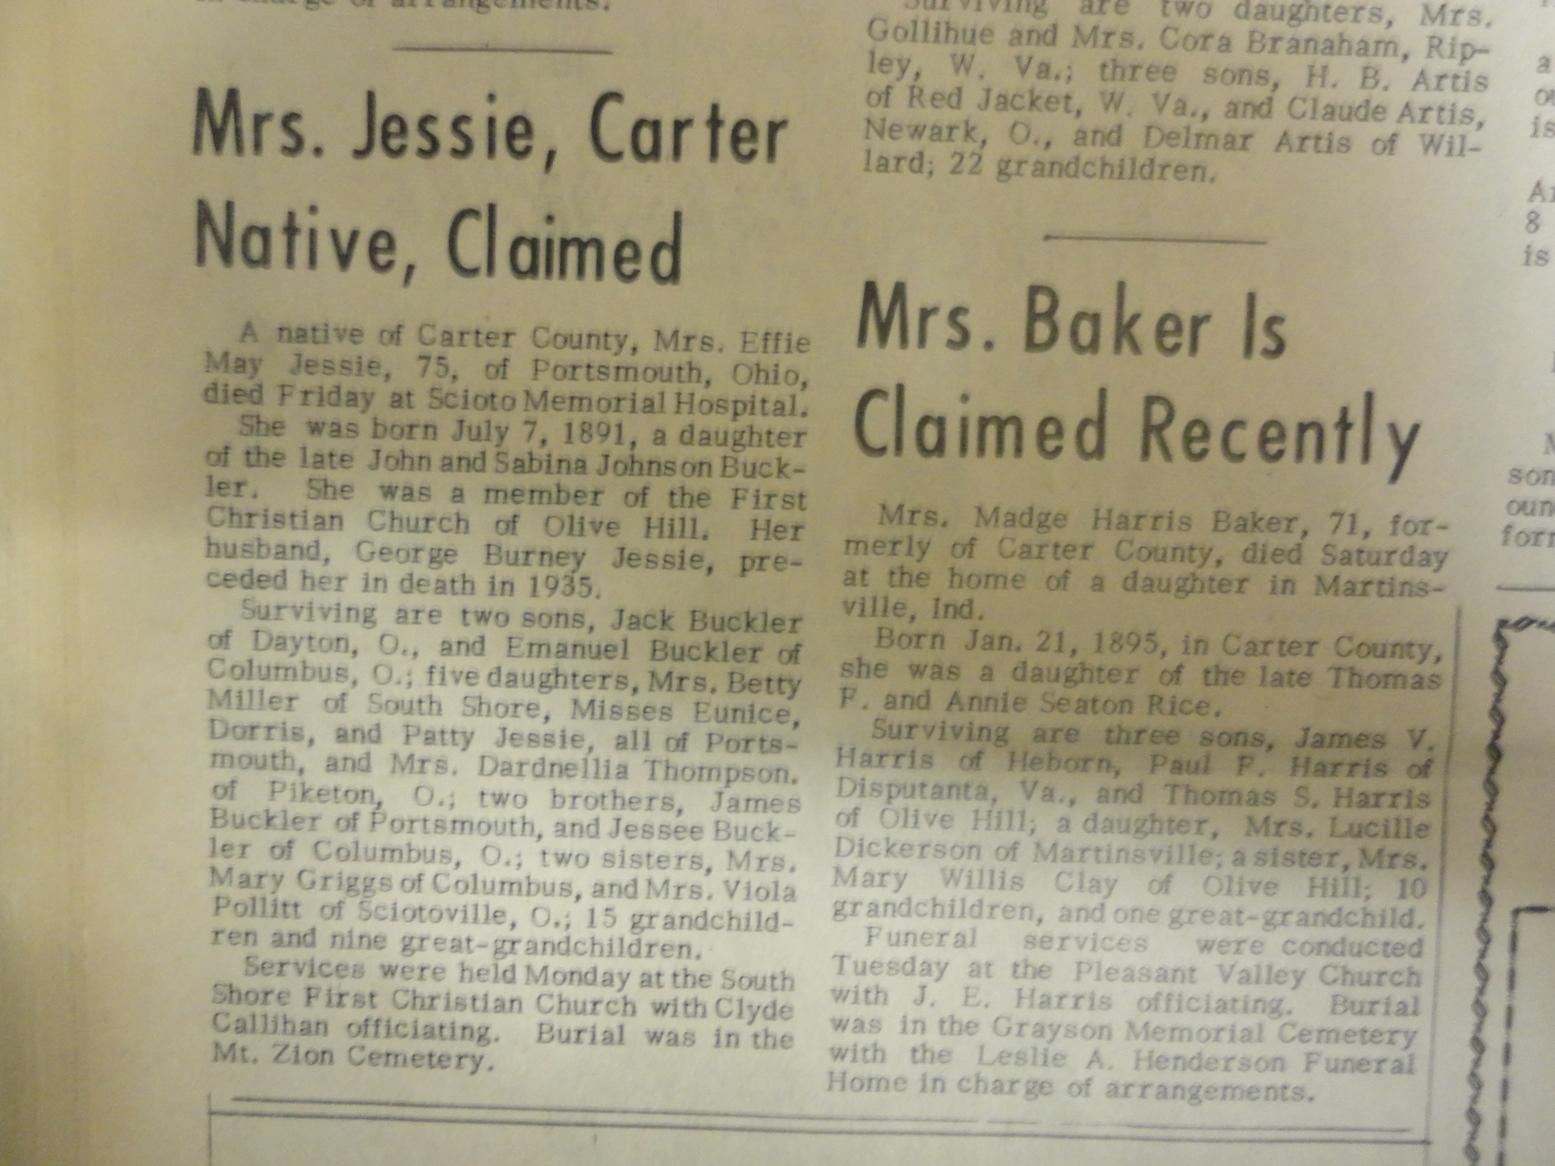 in charge of arrangements.
Mrs. Jessie, Carter
Native, Claimed
A native of Carter County, Mrs. Effie
May Jessie, 75, of Portsmouth, Ohio,
died Friday at Scioto Memorial Hospital.
She was born July 7, 1891, a daughter
of the late John and Sabina Johnson Buck-
ler. She was a member of the First
Christian Church of Olive Hill. Her
husband, George Burney Jessie, pre-
ceded her in death in 1935.
Surviving are two sons, Jack Buckler
of Dayton, O., and Emanuel Buckler of
Columbus, O.; five daughters, Mrs. Betty
Miller of South Shore, Misses Eunice,
Dorris, and Patty Jessie, all of Ports-
mouth, and Mrs. Dardnellia Thompson.
of Piketon, O.; two brothers, James
Buckler of Portsmouth, and Jessee Buck-
ler of Columbus, O.; two sisters, Mrs.
Mary Griggs of Columbus, and Mrs. Viola
Pollitt of Sciotoville, O.; 15 grandchild-
ren and nine great-grandchildren.
Services were held Monday at the South
Shore First Christian Church with Clyde
Callihan officiating. Burial was in the
Mt. Zion Cemetery.
Surviving are two daughters, Mrs.
Gollihue and Mrs. Cora Branaham, Rip-
ley, W. Va.; three sons, H. B. Artis
of Red Jacket, W. Va., and Claude Artis,
Newark, O., and Delmar Artis of Wil-
lard; 22 grandchildren.
Mrs. Baker Is
Claimed Recently
Mrs. Madge Harris Baker, 71, for-
merly of Carter County, died Saturday
at the home of a daughter in Martins-
ville, Ind.
Born Jan. 21, 1895, in Carter County,
she was a daughter of the late Thomas
F. and Annie Seaton Rice.
Surviving are three sons, James V.
Harris of Heborn, Paul F. Harris of
Disputanta, Va., and Thomas S. Harris
of Olive Hill; a daughter, Mrs. Lucille
Dickerson of Martinsville; a sister, Mrs.
Mary Willis Clay of Olive Hill; 10
grandchildren, and one great-grandchild.
Funeral services were conducted
Tuesday at the Pleasant Valley Church
with J. E. Harris officiating. Burial
was in the Grayson Memorial Cemetery
with the Leslie A. Henderson Funeral
Home in charge of arrangements.
a
is
8
is
son
oun
form